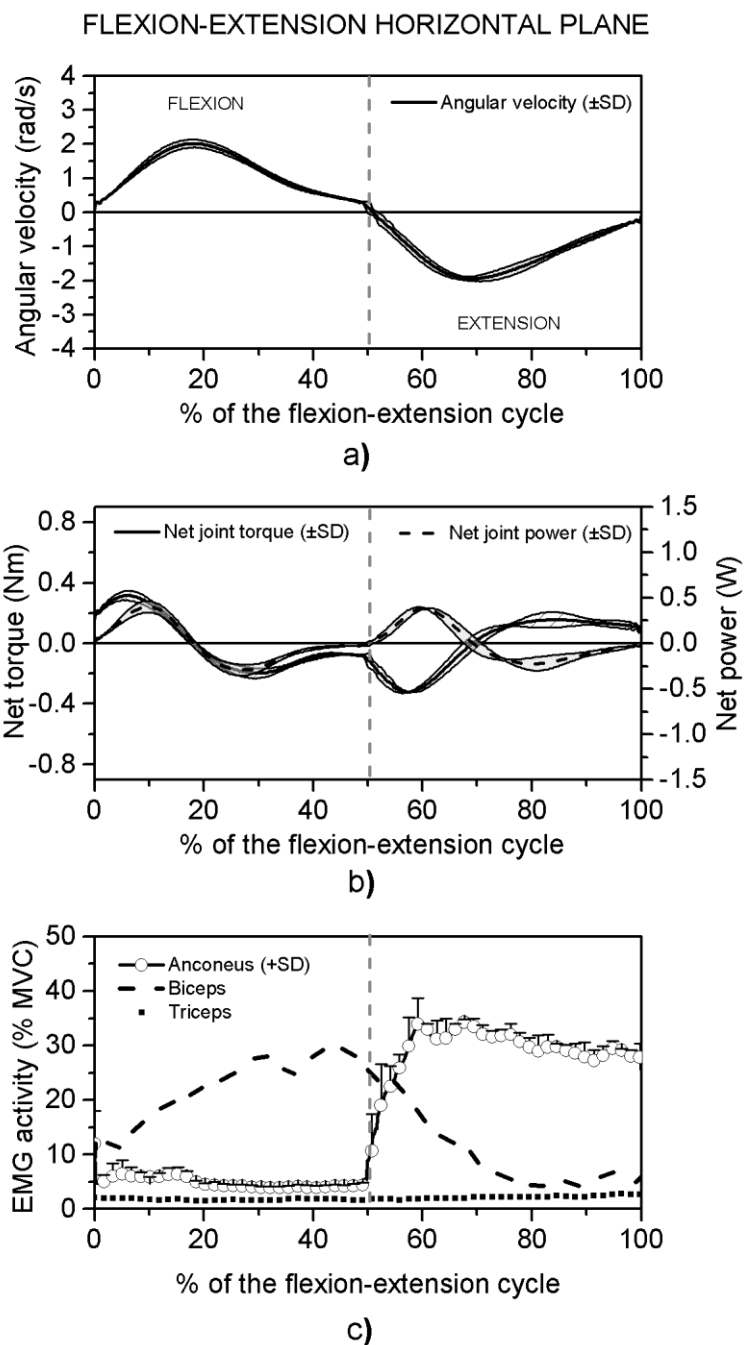 FLEXION-EXTENSION HORIZONTAL PLANE
4
3
2
1
0
-1
-2
-3
-4
Angular velocity (rad/s)
FLEXION
Angular velocity (±SD)
EXTENSION
0 20 40 60 80 100
% of the flexion-extension cycle
a)
0.8
0.4
0.0
-0.4
-0.8
Net torque (Nm)
Net joint torque (±SD)
Net joint power (±SD)
1.5
1.0
0.5
0.0
-0.5
-1.0
-1.5
Net power (W)
0 20 40 60 80 100
% of the flexion-extension cycle
b)
50
40
30
20
10
0
EMG activity (% MVC)
Anconeus (+SD)
Biceps
Triceps
0 20 40 60 80 100
% of the flexion-extension cycle
c)